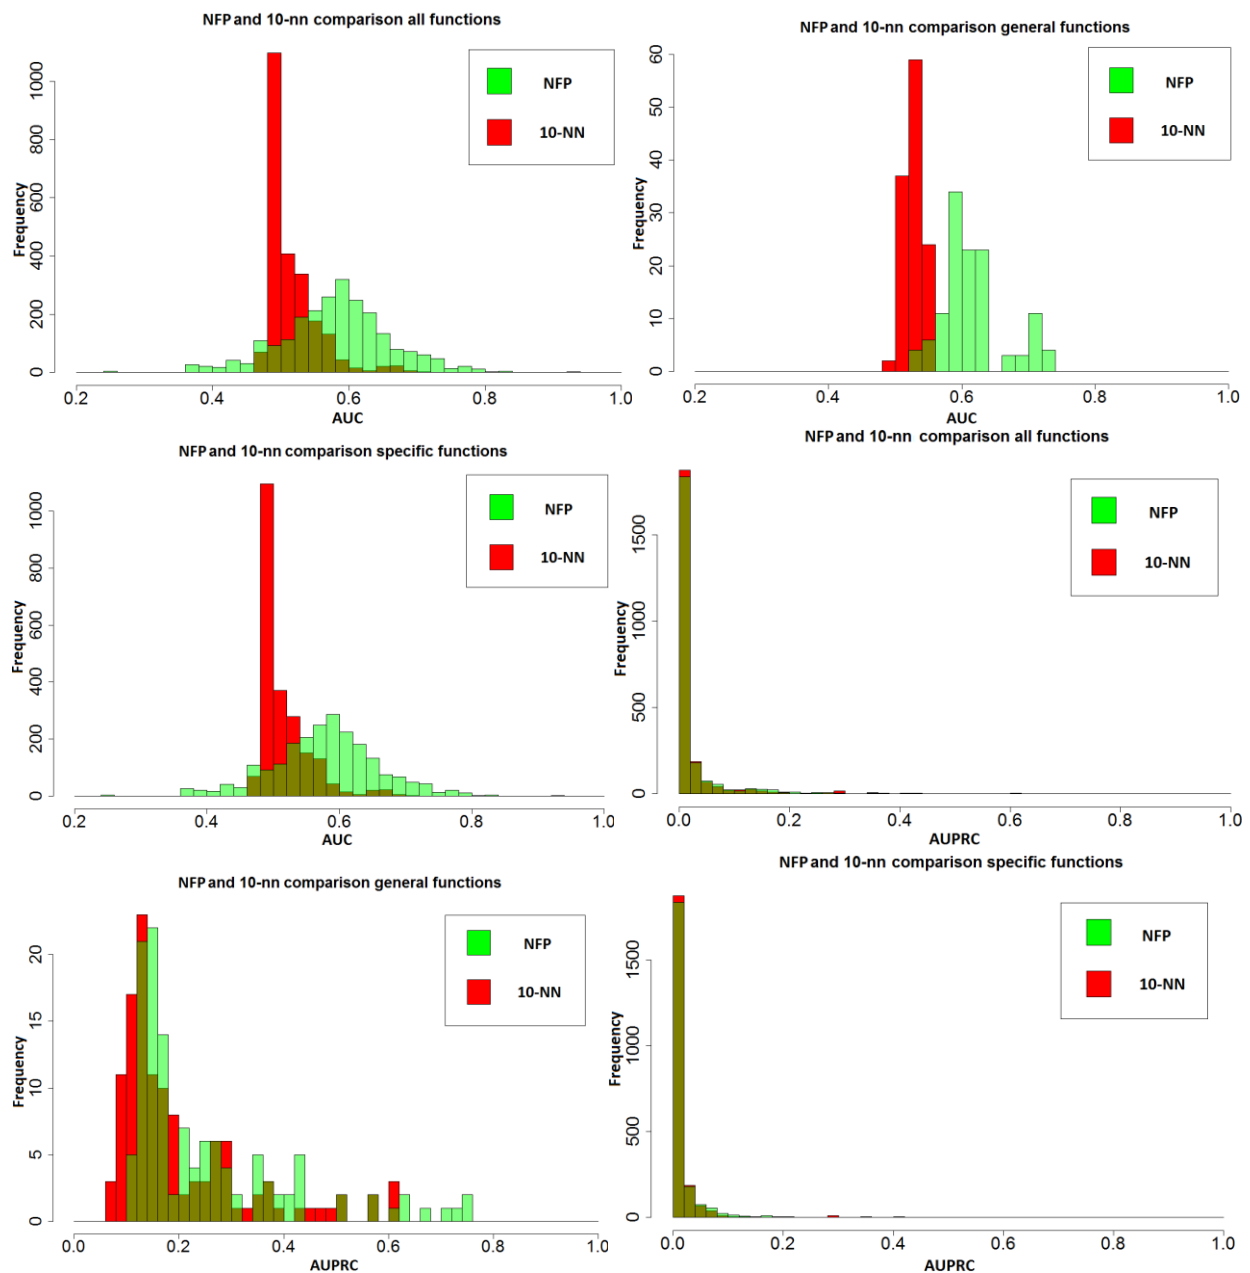 NFP and 10-nn comparison all functions
Frequency
0 200 400 600 800 1000
NFP
10-NN
0.2 0.4 0.6 0.8 1.0
AUC
NFP and 10-nn comparison general functions
Frequency
0 10 20 30 40 50 60
NFP
10-NN
0.2 0.4 0.6 0.8 1.0
AUC
NFP and 10-nn comparison specific functions
Frequency
0 200 400 600 800 1000
NFP
10-NN
0.2 0.4 0.6 0.8 1.0
AUC
NFP and 10-nn comparison all functions
Frequency
0 500 1000 1500
NFP
10-NN
0.0 0.2 0.4 0.6 0.8 1.0
AUPRC
NFP and 10-nn comparison general functions
Frequency
0 5 10 15 20
NFP
10-NN
0.0 0.2 0.4 0.6 0.8 1.0
AUPRC
NFP and 10-nn comparison specific functions
Frequency
0 500 1000 1500
NFP
10-NN
0.0 0.2 0.4 0.6 0.8 1.0
AUPRC